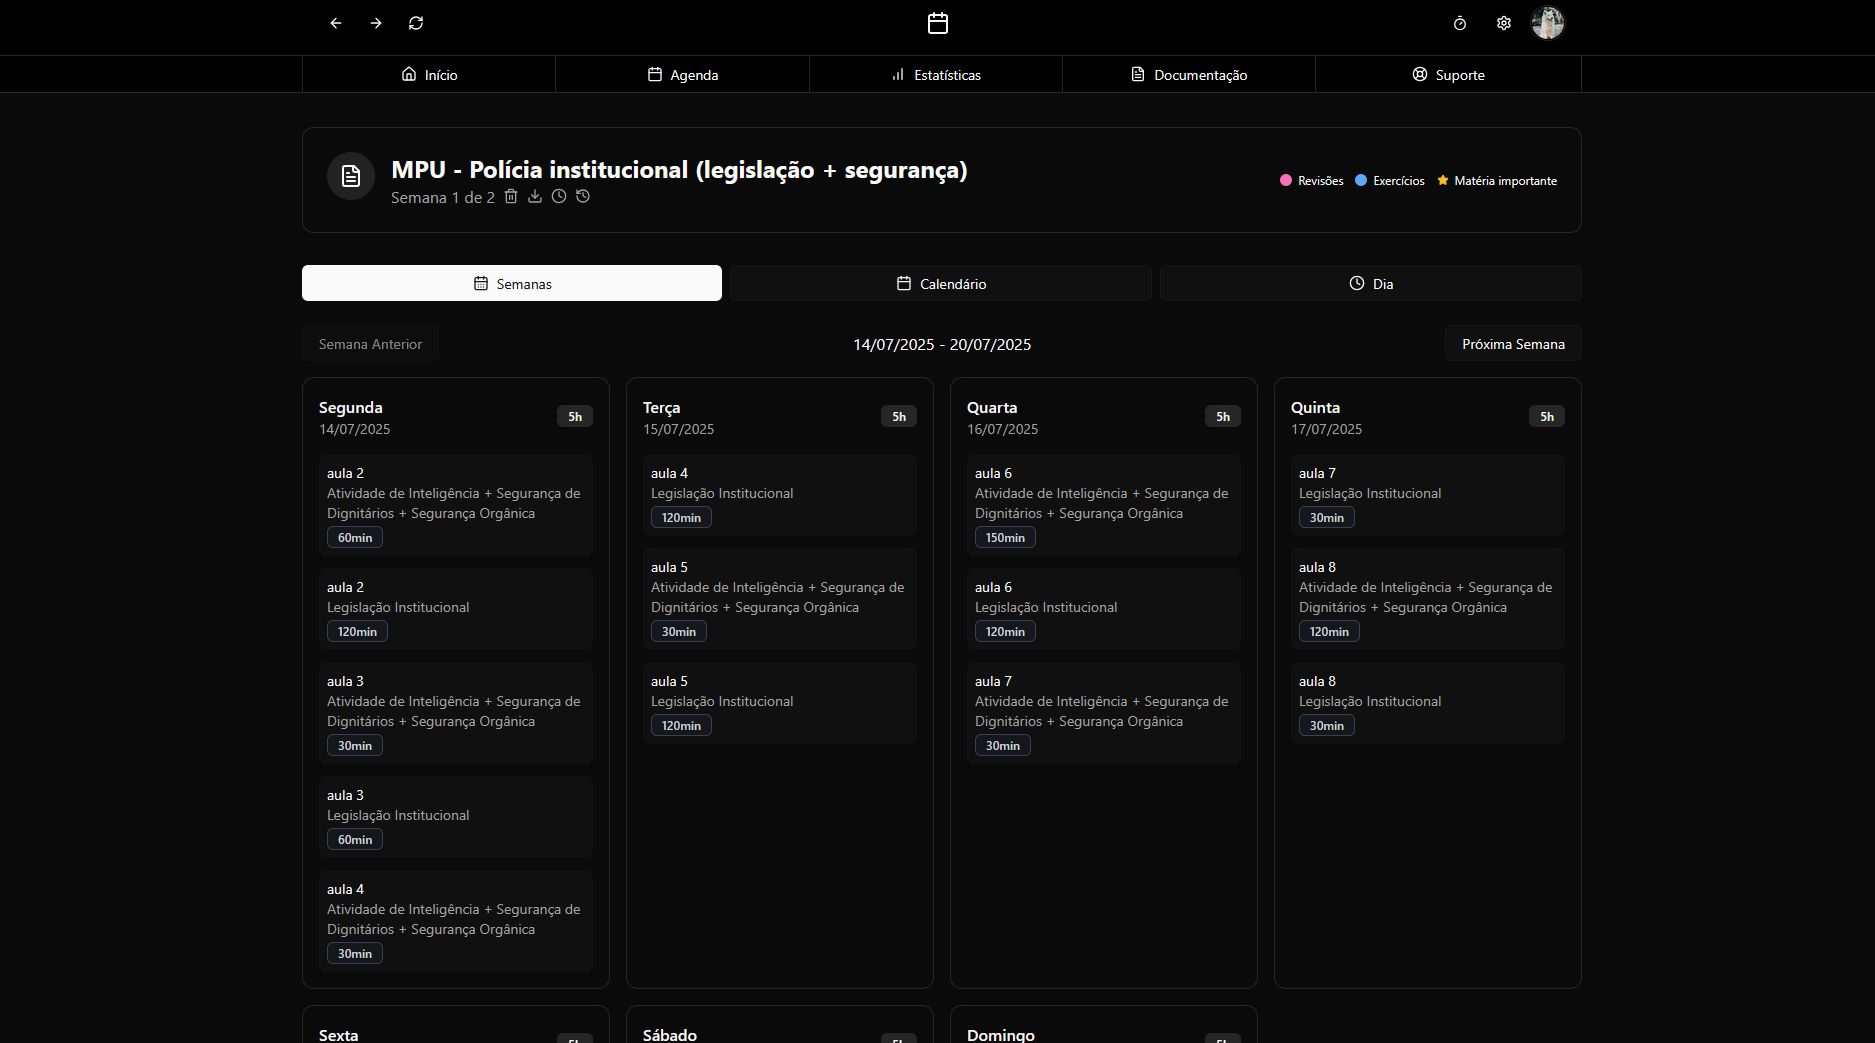 Início
Agenda
Estatísticas
Documentação
Suporte
MPU - Polícia institucional (legislação + segurança)
Semana 1 de 2
Revisões
Exercícios
Matéria importante
Semanas
Calendário
Dia
Semana Anterior
14/07/2025 - 20/07/2025
Próxima Semana
Segunda
5h
14/07/2025
aula 2
Atividade de Inteligência + Segurança de
Dignitários + Segurança Orgânica
60min
aula 2
Legislação Institucional
120min
aula 3
Atividade de Inteligência + Segurança de
Dignitários + Segurança Orgânica
30min
aula 3
Legislação Institucional
60min
aula 4
Atividade de Inteligência + Segurança de
Dignitários + Segurança Orgânica
30min
Terça
5h
15/07/2025
aula 4
Legislação Institucional
120min
aula 5
Atividade de Inteligência + Segurança de
Dignitários + Segurança Orgânica
30min
aula 5
Legislação Institucional
120min
Quarta
5h
16/07/2025
aula 6
Atividade de Inteligência + Segurança de
Dignitários + Segurança Orgânica
150min
aula 6
Legislação Institucional
120min
aula 7
Atividade de Inteligência + Segurança de
Dignitários + Segurança Orgânica
30min
Quinta
5h
17/07/2025
aula 7
Legislação Institucional
30min
aula 8
Atividade de Inteligência + Segurança de
Dignitários + Segurança Orgânica
120min
aula 8
Legislação Institucional
30min
Sexta
Sábado
Domingo